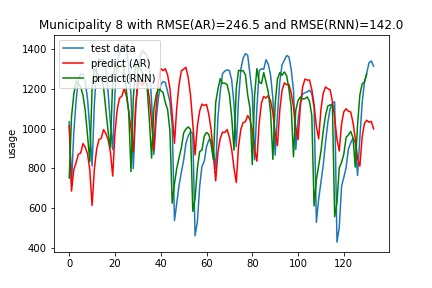 Municipality 8 with RMSE(AR)=246.5 and RMSE(RNN)=142.0
test data
predict (AR)
predict(RNN)
usage
1400
1200
1000
800
600
400
0 20 40 60 80 100 120